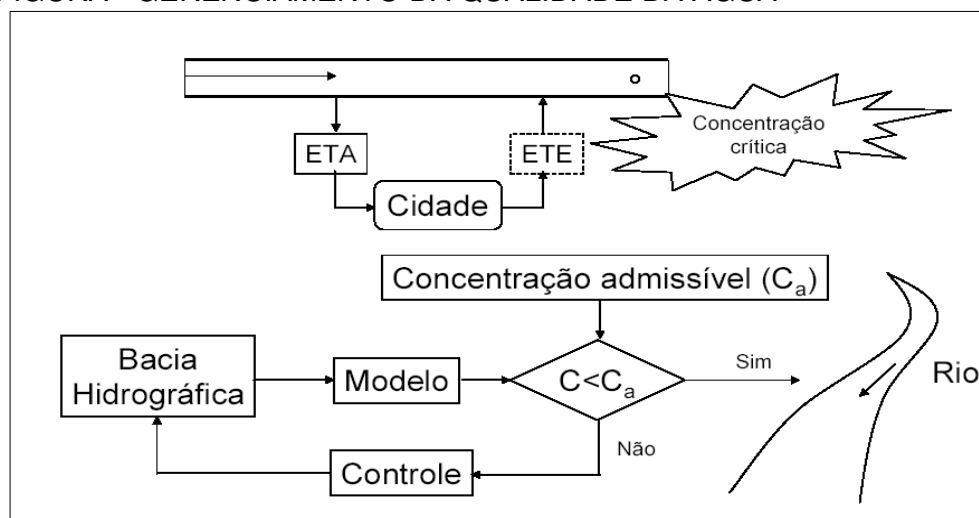 Concentração
crítica
ETA
ETE
Cidade
Concentração admissível (Ca)
Bacia
Hidrográfica
Modelo
C<Ca
Sim
Rio
Não
Controle